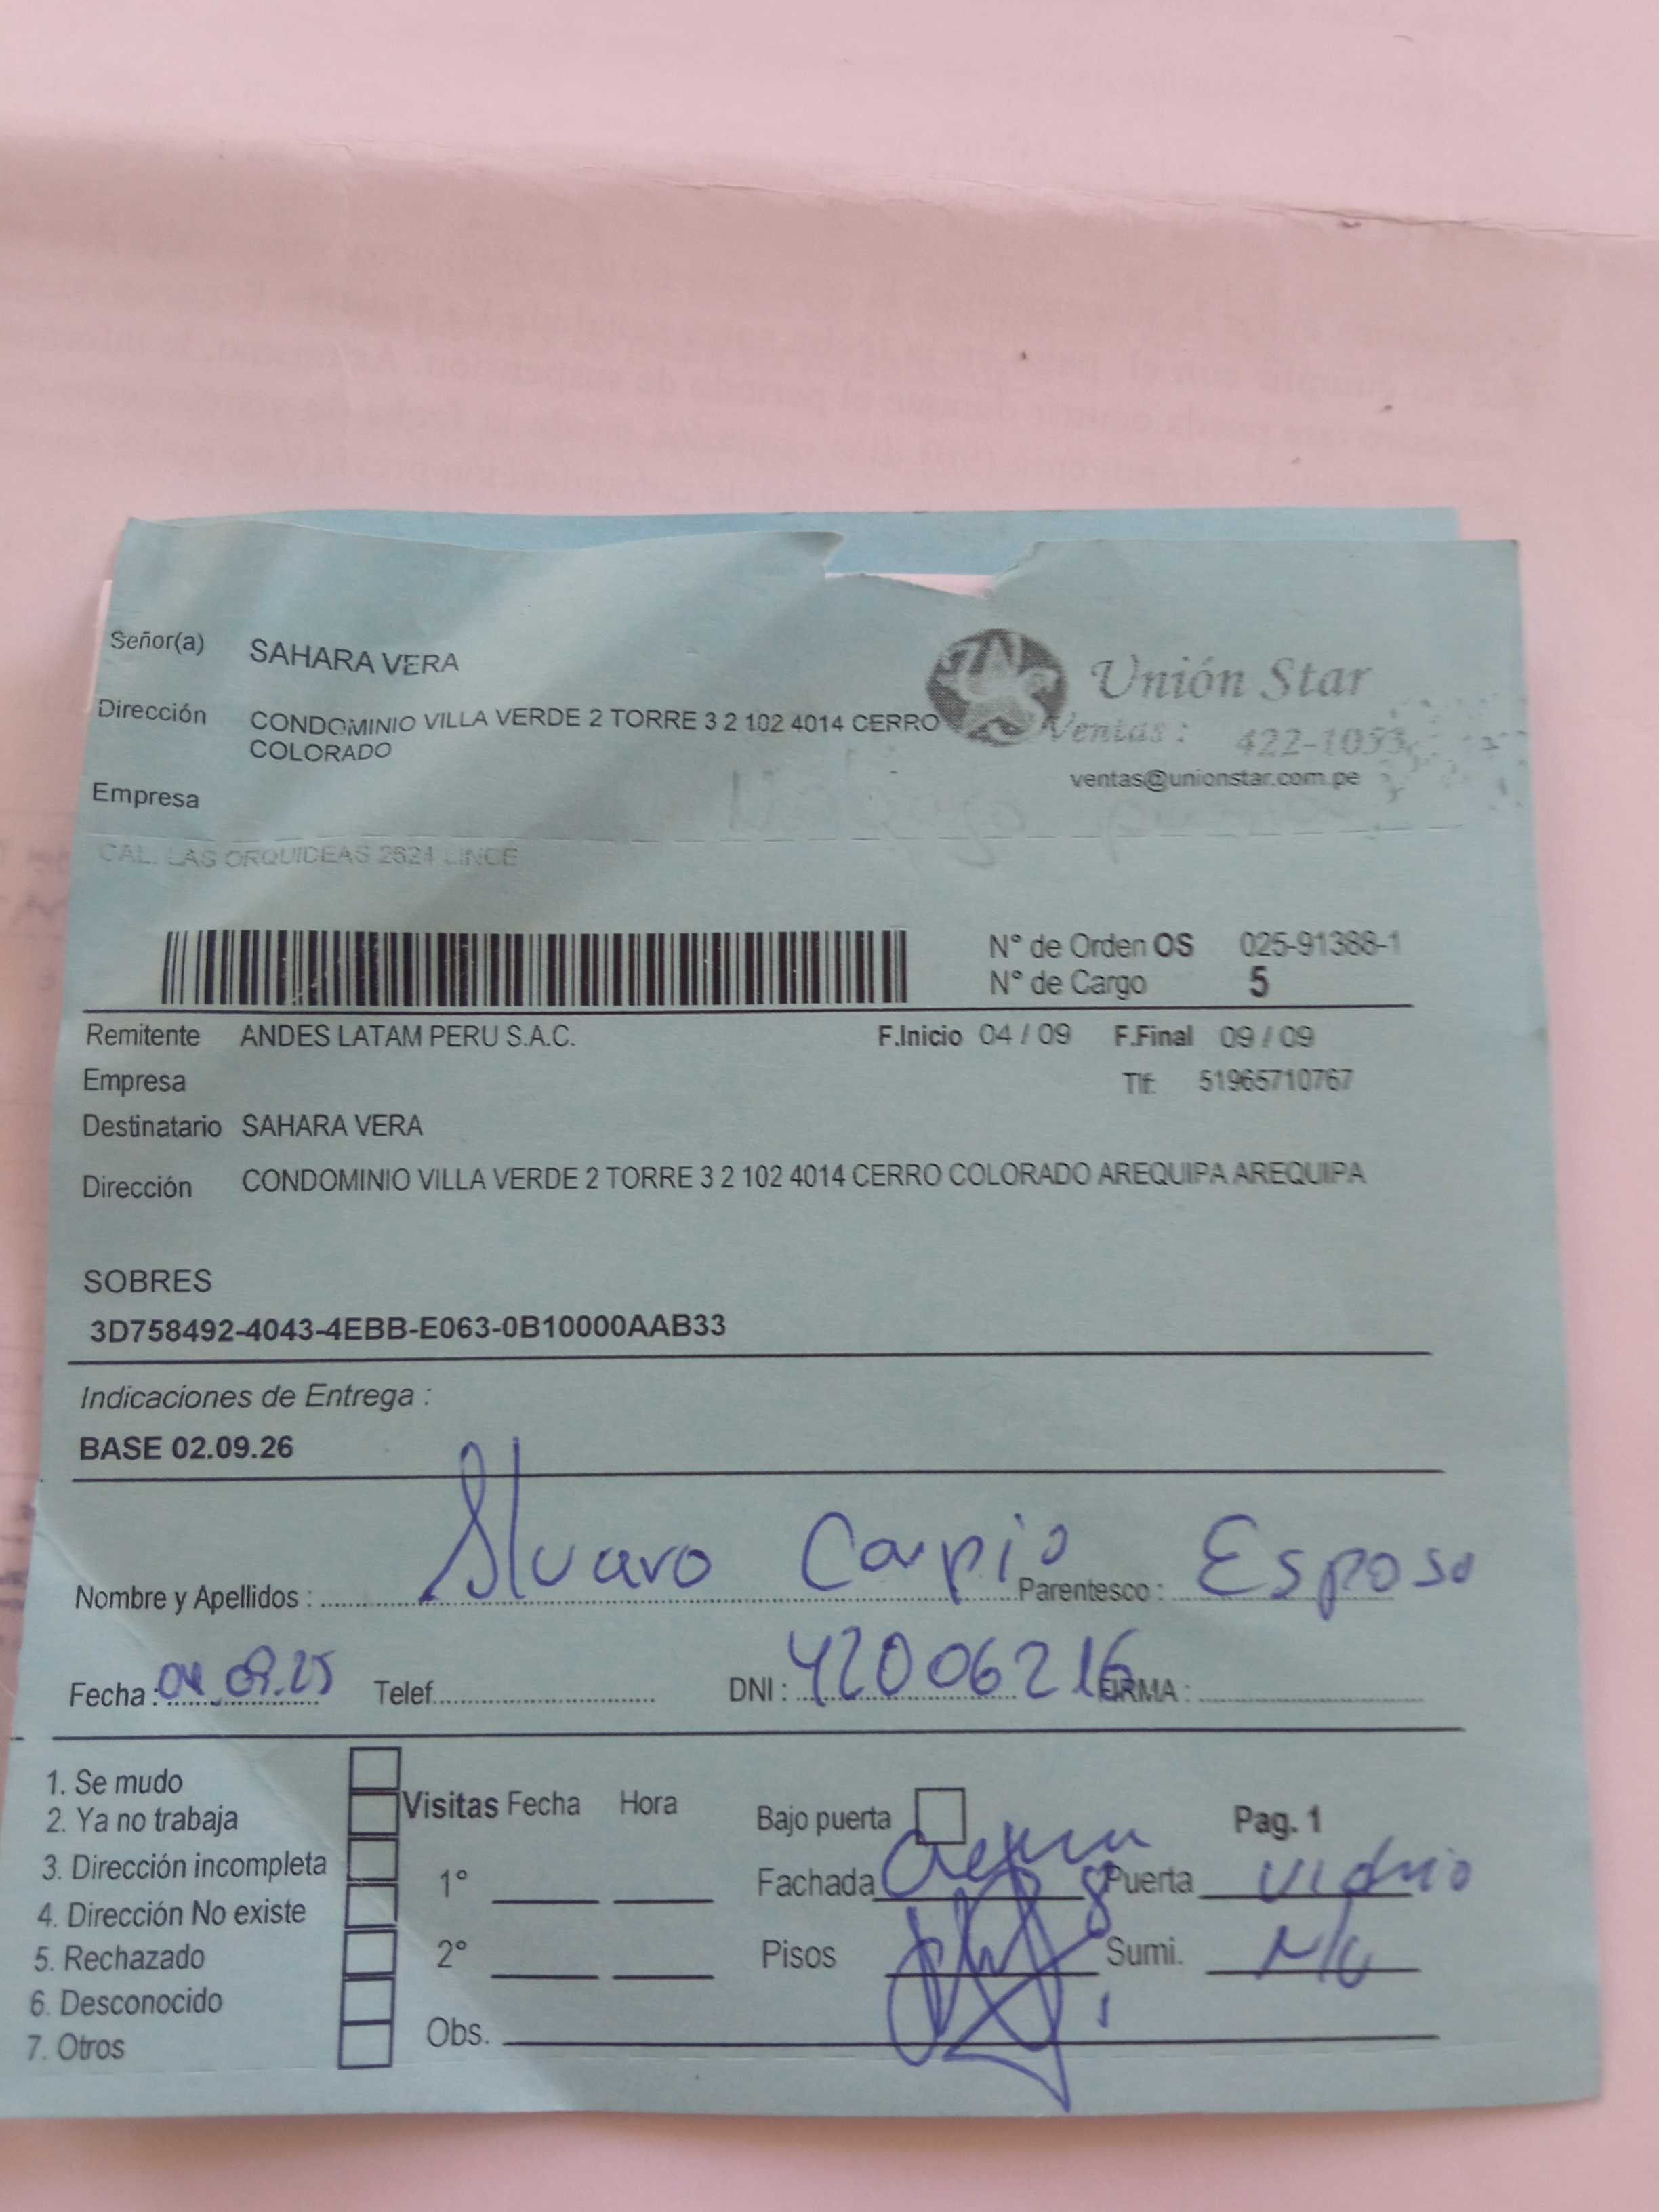 Señor(a) SAHARA VERA
Unión Star
Dirección CONDOMINIO VILLA VERDE 2 TORRE 3 2 102 4014 CERRO
COLORADO
Ventas : 422-1053
ventas@unionstar.com.pe
Empresa
CAL. LAS ORQUIDEAS 2624 LINCE
N° de Orden OS 025-91388-1
N° de Cargo 5
Remitente ANDES LATAM PERU S.A.C. F.Inicio 04 / 09 F.Final 09 / 09
Empresa Tlf: 51965710767
Destinatario SAHARA VERA
Dirección CONDOMINIO VILLA VERDE 2 TORRE 3 2 102 4014 CERRO COLORADO AREQUIPA AREQUIPA
SOBRES
3D758492-4043-4EBB-E063-0B10000AAB33
Indicaciones de Entrega :
BASE 02.09.26
Nombre y Apellidos : Alvaro Carpio Parentesco : Esposo
Fecha : 04.09.25 Telef. DNI : 42006216 FIRMA :
1. Se mudo
2. Ya no trabaja
3. Dirección incompleta
4. Dirección No existe
5. Rechazado
6. Desconocido
7. Otros
Visitas Fecha Hora
1°
2°
Obs.
Bajo puerta Pag. 1
Fachada Puerta Vidrio
Pisos Sumi.